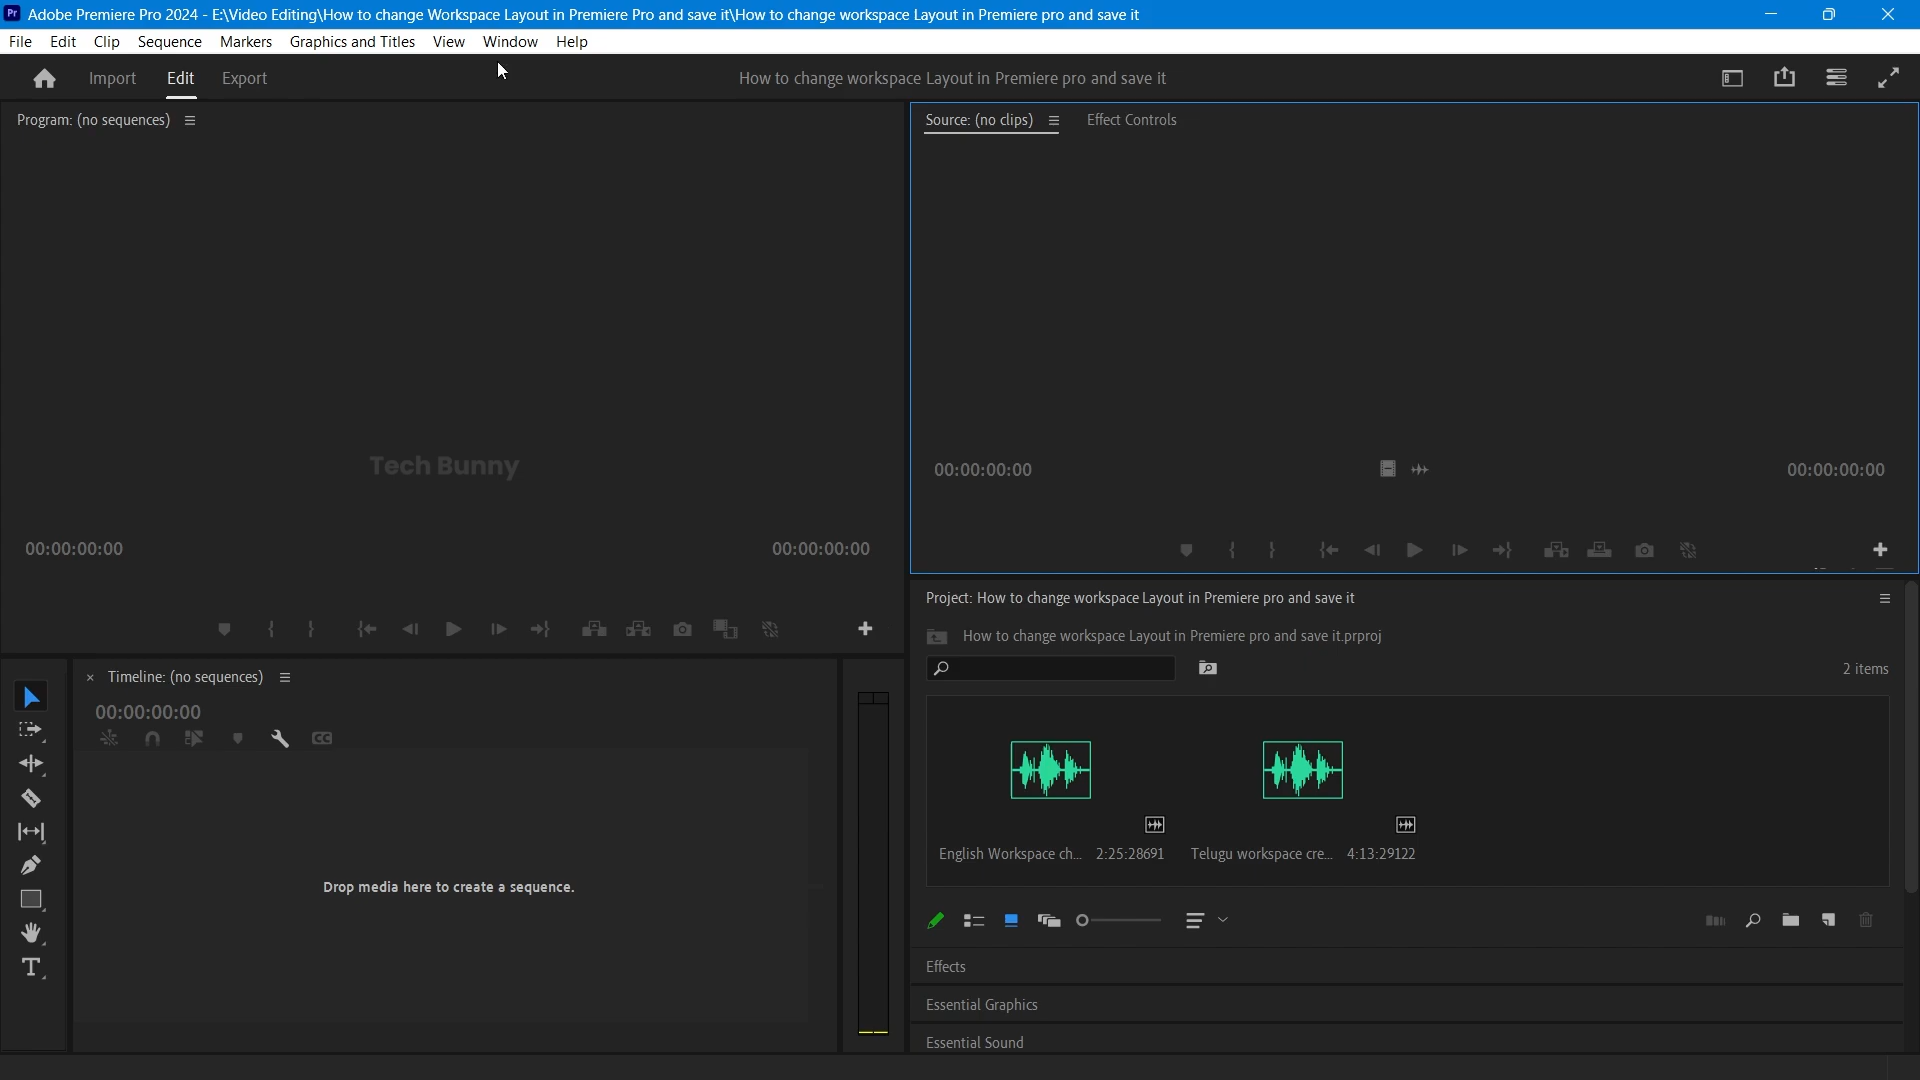 Pr Adobe Premiere Pro 2024 - E:\Video Editing\How to change Workspace Layout in Premiere Pro and save it\How to change workspace Layout in Premiere pro and save it
File Edit Clip Sequence Markers Graphics and Titles View Window Help
Import Edit Export How to change workspace Layout in Premiere pro and save it
Program: (no sequences)
Source: (no clips) Effect Controls
Tech Bunny
00:00:00:00 00:00:00:00
00:00:00:00 00:00:00:00
Project: How to change workspace Layout in Premiere pro and save it
How to change workspace Layout in Premiere pro and save it.prproj
2 items
English Workspace ch... 2:25:28691 Telugu workspace cre... 4:13:29122
Effects
Essential Graphics
Essential Sound
× Timeline: (no sequences)
00:00:00:00
CC
Drop media here to create a sequence.
T